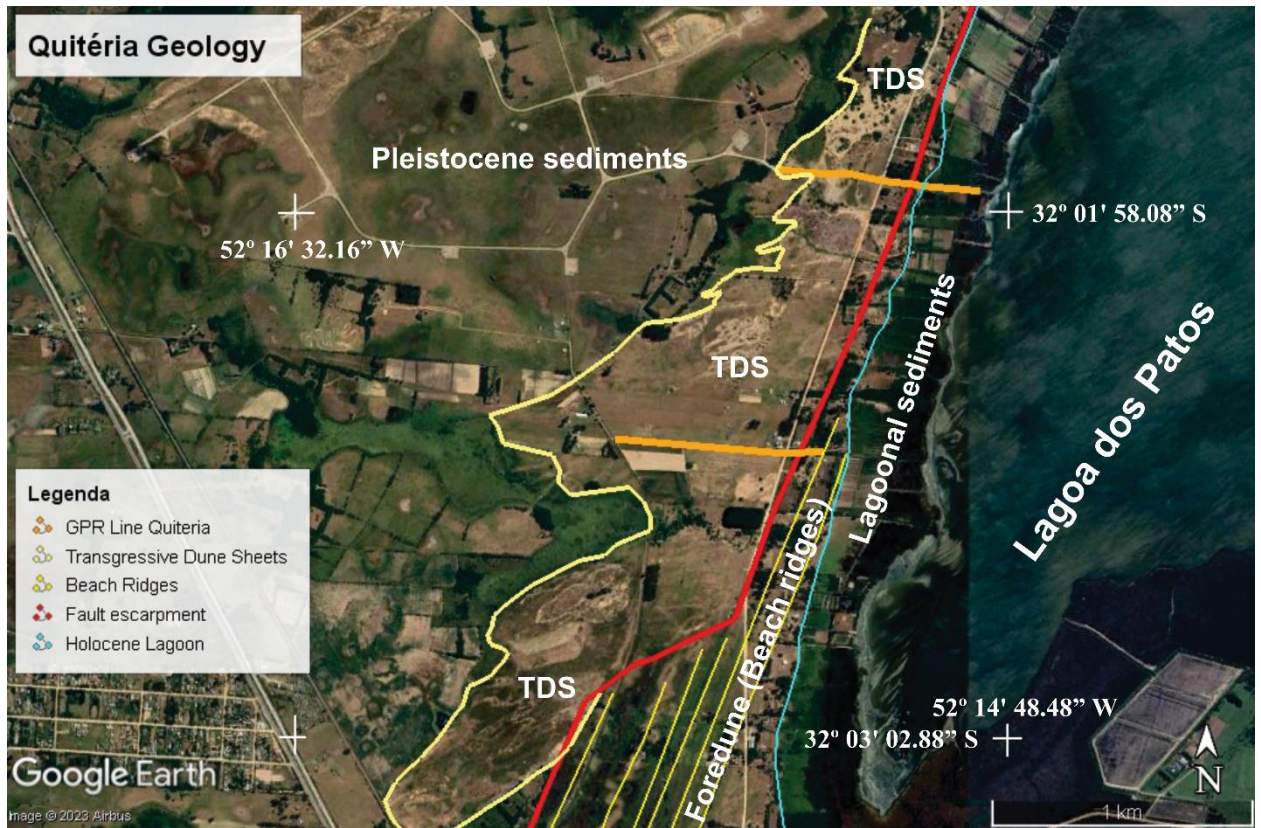 Quitéria Geology
TDS
Pleistocene sediments
32º 01' 58.08” S
52º 16' 32.16” W
Lagoonal sediments
Lagoa dos Patos
TDS
Legenda
GPR Line Quiteria
Transgressive Dune Sheets
Beach Ridges
Fault escarpment
Holocene Lagoon
Foredune (Beach ridges)
TDS
52º 14' 48.48” W
32º 03' 02.88” S
Google Earth
N
mage © 2023 Airbus
1 km